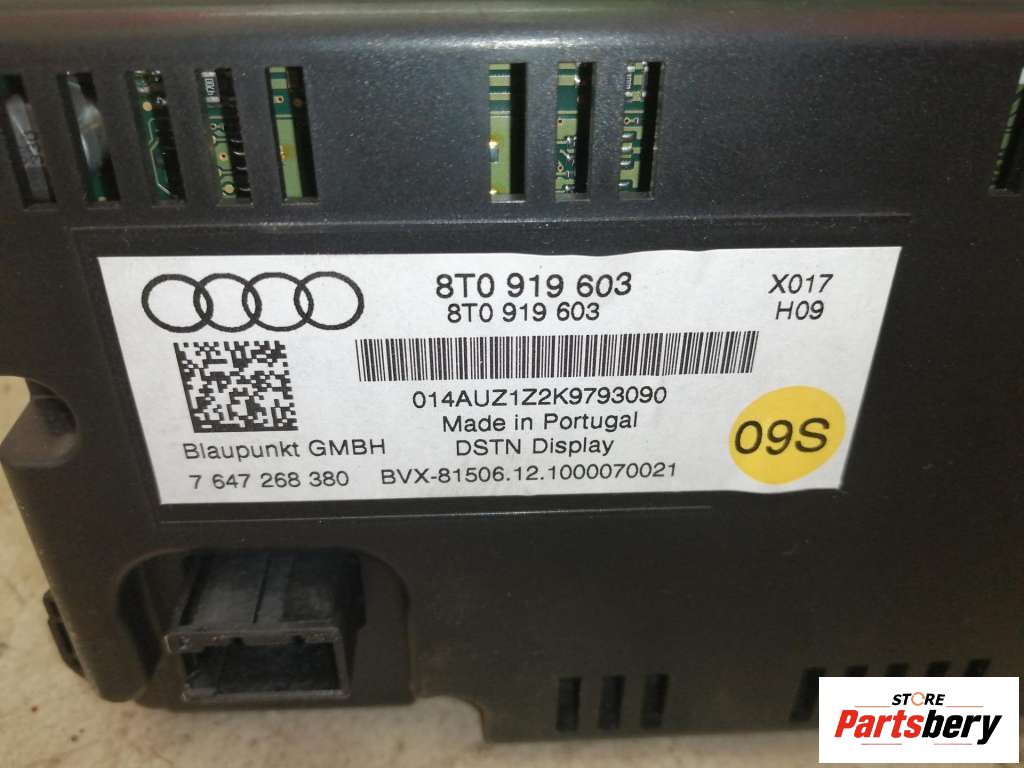 8T0 919 603
8T0 919 603
X017
H09
014AUZ1Z2K9793090
Made in Portugal
DSTN Display
Blaupunkt GMBH
7 647 268 380
BVX-81506.12.1000070021
09S
STORE
Partsbery